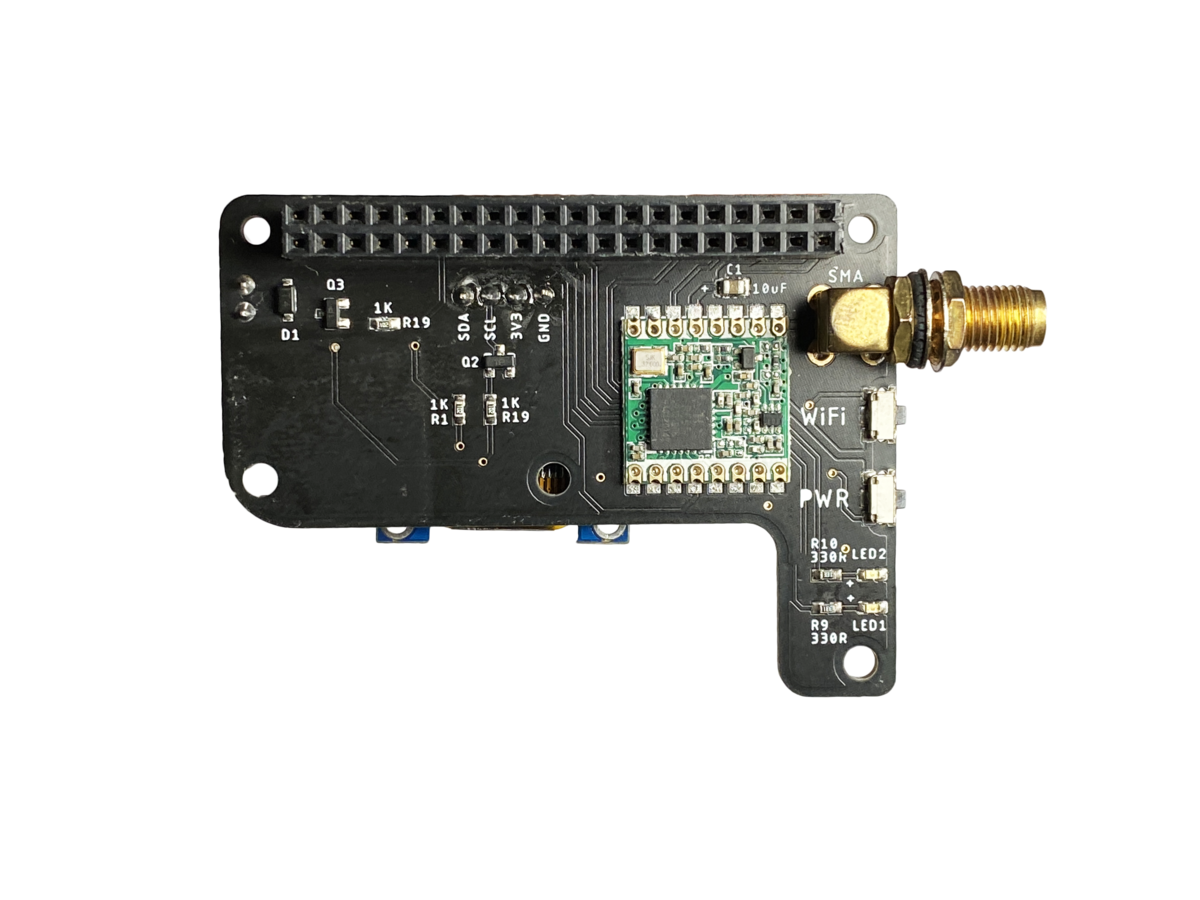 C1
10uF
SMA
Q3
1K
R19
D1
SDA
SCL
3V3
GND
Q2
1K
R1
1K
R19
WiFi
PWR
R10
330R
LED2
R9
330R
LED1